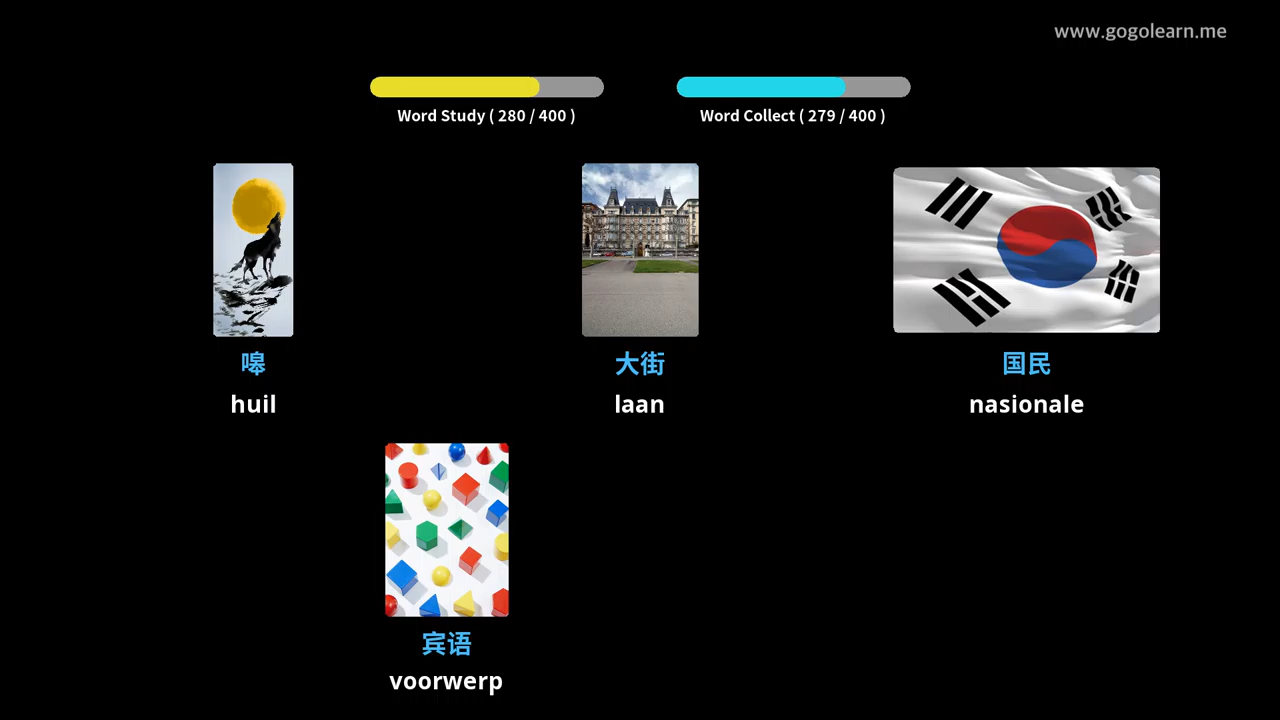 www.gogolearn.me
Word Study ( 280 / 400 )
Word Collect ( 279 / 400 )
嗥
大街
国民
huil
laan
nasionale
宾语
voorwerp